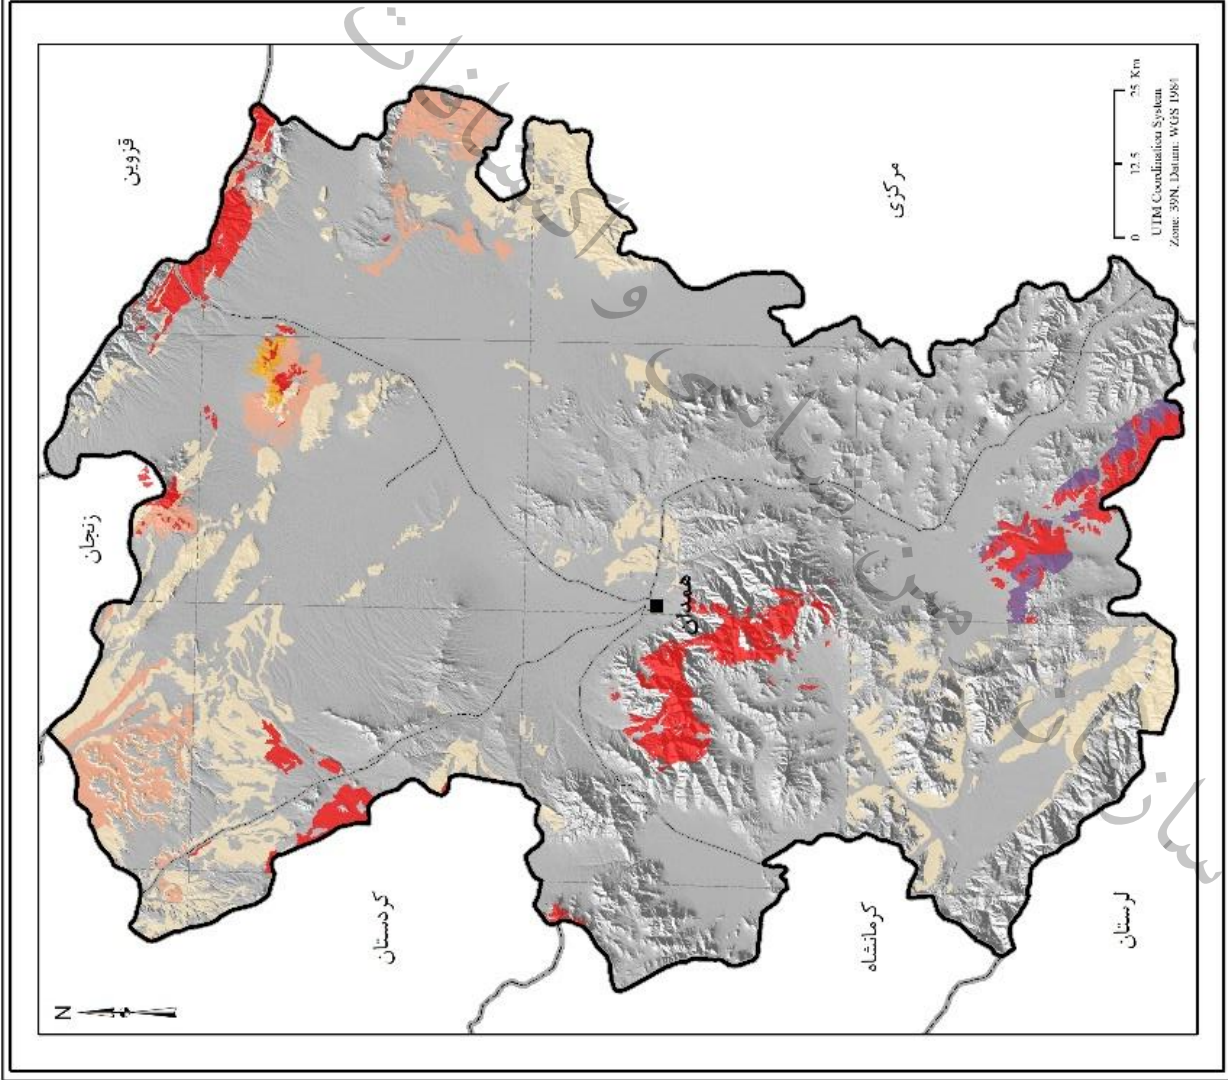 قزوین
زنجان
مرکزی
همدان
کردستان
کرمانشاه
لرستان
N
0 12.5 25 Km
UTM Coordination System
Zone: 39N, Datum: WGS 1984